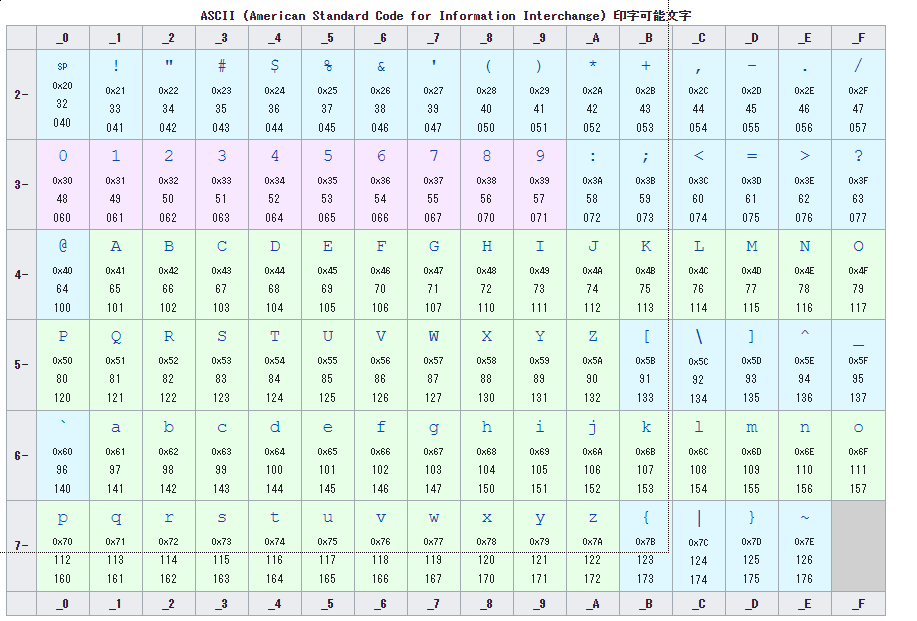 ASCII (American Standard Code for Information Interchange) 印字可能文字
_0 _1 _2 _3 _4 _5 _6 _7 _8 _9 _A _B _C _D _E _F
SP ! " # $ % & ' ( ) * + , - . /
0x20 0x21 0x22 0x23 0x24 0x25 0x26 0x27 0x28 0x29 0x2A 0x2B 0x2C 0x2D 0x2E 0x2F
2- 32 33 34 35 36 37 38 39 40 41 42 43 44 45 46 47
040 041 042 043 044 045 046 047 050 051 052 053 054 055 056 057
0 1 2 3 4 5 6 7 8 9 : ; < = > ?
0x30 0x31 0x32 0x33 0x34 0x35 0x36 0x37 0x38 0x39 0x3A 0x3B 0x3C 0x3D 0x3E 0x3F
3- 48 49 50 51 52 53 54 55 56 57 58 59 60 61 62 63
060 061 062 063 064 065 066 067 070 071 072 073 074 075 076 077
@ A B C D E F G H I J K L M N O
0x40 0x41 0x42 0x43 0x44 0x45 0x46 0x47 0x48 0x49 0x4A 0x4B 0x4C 0x4D 0x4E 0x4F
4- 64 65 66 67 68 69 70 71 72 73 74 75 76 77 78 79
100 101 102 103 104 105 106 107 110 111 112 113 114 115 116 117
P Q R S T U V W X Y Z [ \ ] ^ _
0x50 0x51 0x52 0x53 0x54 0x55 0x56 0x57 0x58 0x59 0x5A 0x5B 0x5C 0x5D 0x5E 0x5F
5- 80 81 82 83 84 85 86 87 88 89 90 91 92 93 94 95
120 121 122 123 124 125 126 127 130 131 132 133 134 135 136 137
` a b c d e f g h i j k l m n o
0x60 0x61 0x62 0x63 0x64 0x65 0x66 0x67 0x68 0x69 0x6A 0x6B 0x6C 0x6D 0x6E 0x6F
6- 96 97 98 99 100 101 102 103 104 105 106 107 108 109 110 111
140 141 142 143 144 145 146 147 150 151 152 153 154 155 156 157
p q r s t u v w x y z { | } ~
0x70 0x71 0x72 0x73 0x74 0x75 0x76 0x77 0x78 0x79 0x7A 0x7B 0x7C 0x7D 0x7E
7- 112 113 114 115 116 117 118 119 120 121 122 123 124 125 126
160 161 162 163 164 165 166 167 170 171 172 173 174 175 176
_0 _1 _2 _3 _4 _5 _6 _7 _8 _9 _A _B _C _D _E _F